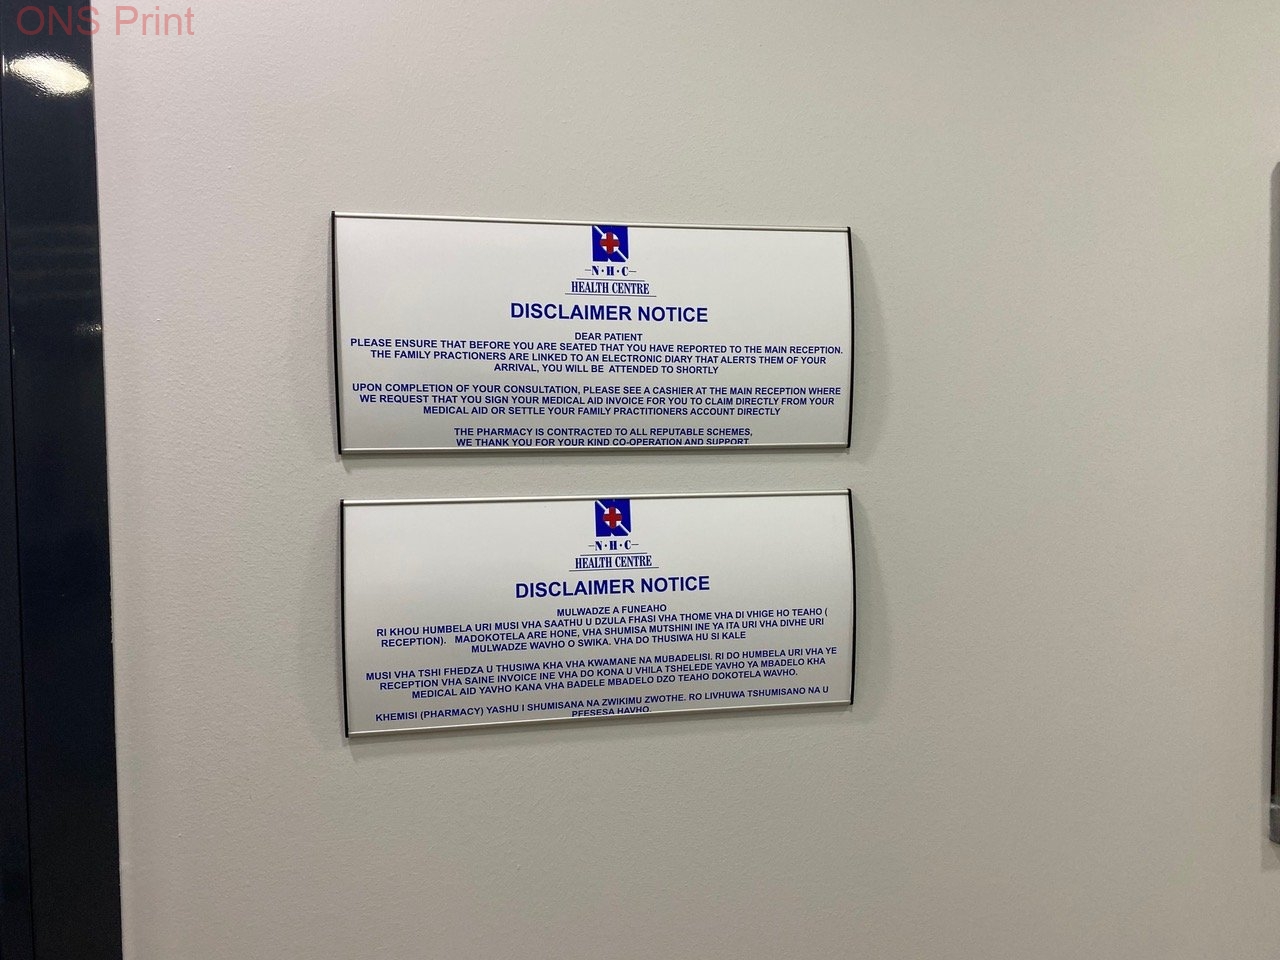 ONS Print
N·H·C
HEALTH CENTRE
DISCLAIMER NOTICE
DEAR PATIENT
PLEASE ENSURE THAT BEFORE YOU ARE SEATED THAT YOU HAVE REPORTED TO THE MAIN RECEPTION.
THE FAMILY PRACTIONERS ARE LINKED TO AN ELECTRONIC DIARY THAT ALERTS THEM OF YOUR
ARRIVAL, YOU WILL BE ATTENDED TO SHORTLY
UPON COMPLETION OF YOUR CONSULTATION, PLEASE SEE A CASHIER AT THE MAIN RECEPTION WHERE
WE REQUEST THAT YOU SIGN YOUR MEDICAL AID INVOICE FOR YOU TO CLAIM DIRECTLY FROM YOUR
MEDICAL AID OR SETTLE YOUR FAMILY PRACTITIONERS ACCOUNT DIRECTLY
THE PHARMACY IS CONTRACTED TO ALL REPUTABLE SCHEMES,
WE THANK YOU FOR YOUR KIND CO-OPERATION AND SUPPORT
N·H·C
HEALTH CENTRE
DISCLAIMER NOTICE
MULWADZE A FUNEAHO
RI KHOU HUMBELA URI MUSI VHA SAATHU U DZULA FHASI VHA THOME VHA DI VHIGE HO TEAHO (
RECEPTION). MADOKOTELA ARE HONE, VHA SHUMISA MUTSHINI INE YA ITA URI VHA DIVHE URI
MULWADZE WAVHO O SWIKA. VHA DO THUSIWA HU SI KALE
MUSI VHA TSHI FHEDZA U THUSIWA KHA VHA KWAMANE NA MUBADELISI. RI DO HUMBELA URI VHA YE
RECEPTION VHA SAINE INVOICE INE VHA DO KONA U VHILA TSHELEDE YAVHO YA MBADELO KHA
MEDICAL AID YAVHO KANA VHA BADELE MBADELO DZO TEAHO DOKOTELA WAVHO.
KHEMISI (PHARMACY) YASHU I SHUMISANA NA ZWIKIMU ZWOTHE. RO LIVHUWA TSHUMISANO NA U
PFESESA HAVHO.